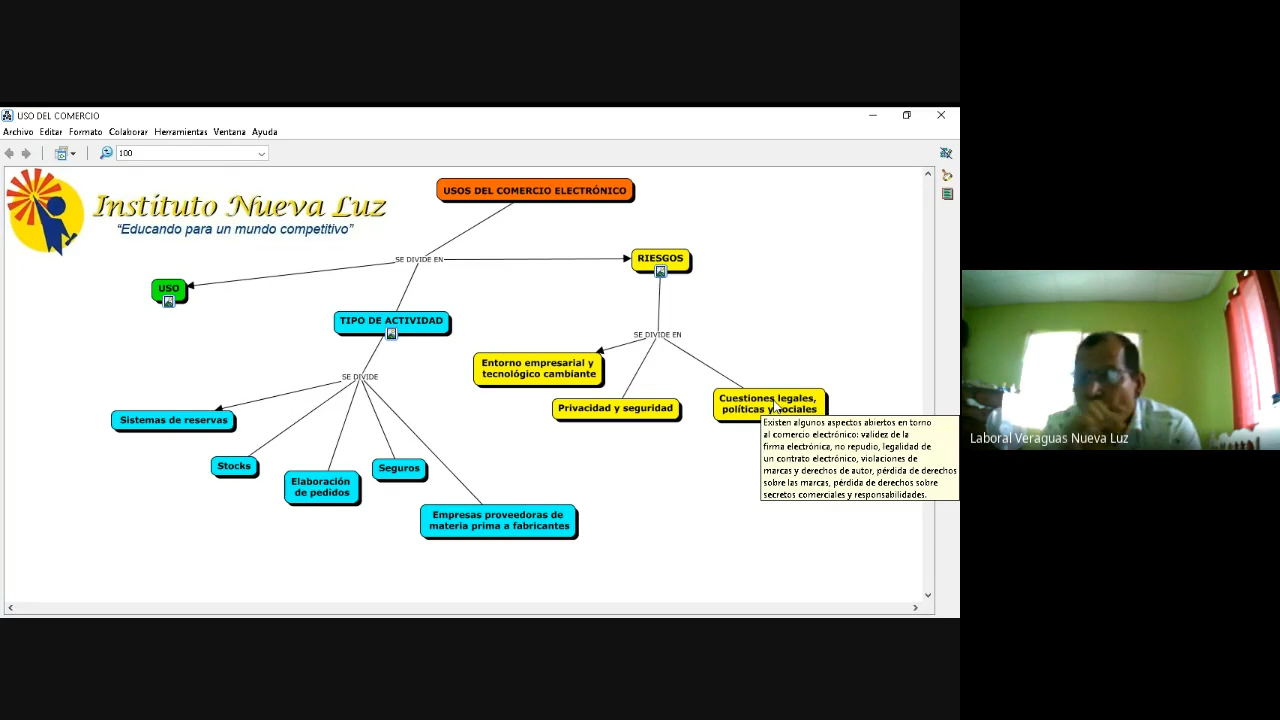 USO DEL COMERCIO
Archivo Editar Formato Colaborar Herramientas Ventana Ayuda
100
Instituto Nueva Luz
“Educando para un mundo competitivo”
USOS DEL COMERCIO ELECTRÓNICO
SE DIVIDE EN
RIESGOS
USO
TIPO DE ACTIVIDAD
SE DIVIDE EN
Entorno empresarial y
tecnológico cambiante
Privacidad y seguridad
Cuestiones legales,
políticas y sociales
Existen algunos aspectos abiertos en torno
al comercio electrónico: validez de la
firma electrónica, no repudio, legalidad de
un contrato electrónico, violaciones de
marcas y derechos de autor, pérdida de derechos
sobre las marcas, pérdida de derechos sobre
secretos comerciales y responsabilidades.
SE DIVIDE
Sistemas de reservas
Stocks
Elaboración
de pedidos
Seguros
Empresas proveedoras de
materia prima a fabricantes
Laboral Veraguas Nueva Luz